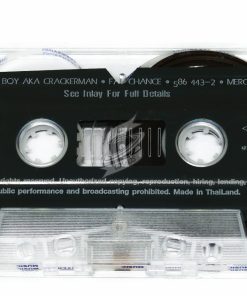 BOY AKA CRACKERMAN • FAT CHANCE • 586 443-2 • MERC
See Inlay For Full Details
rights reserved. Unauthorized copying, reproduction, hiring, lending,
public performance and broadcasting prohibited. Made in Thailand.